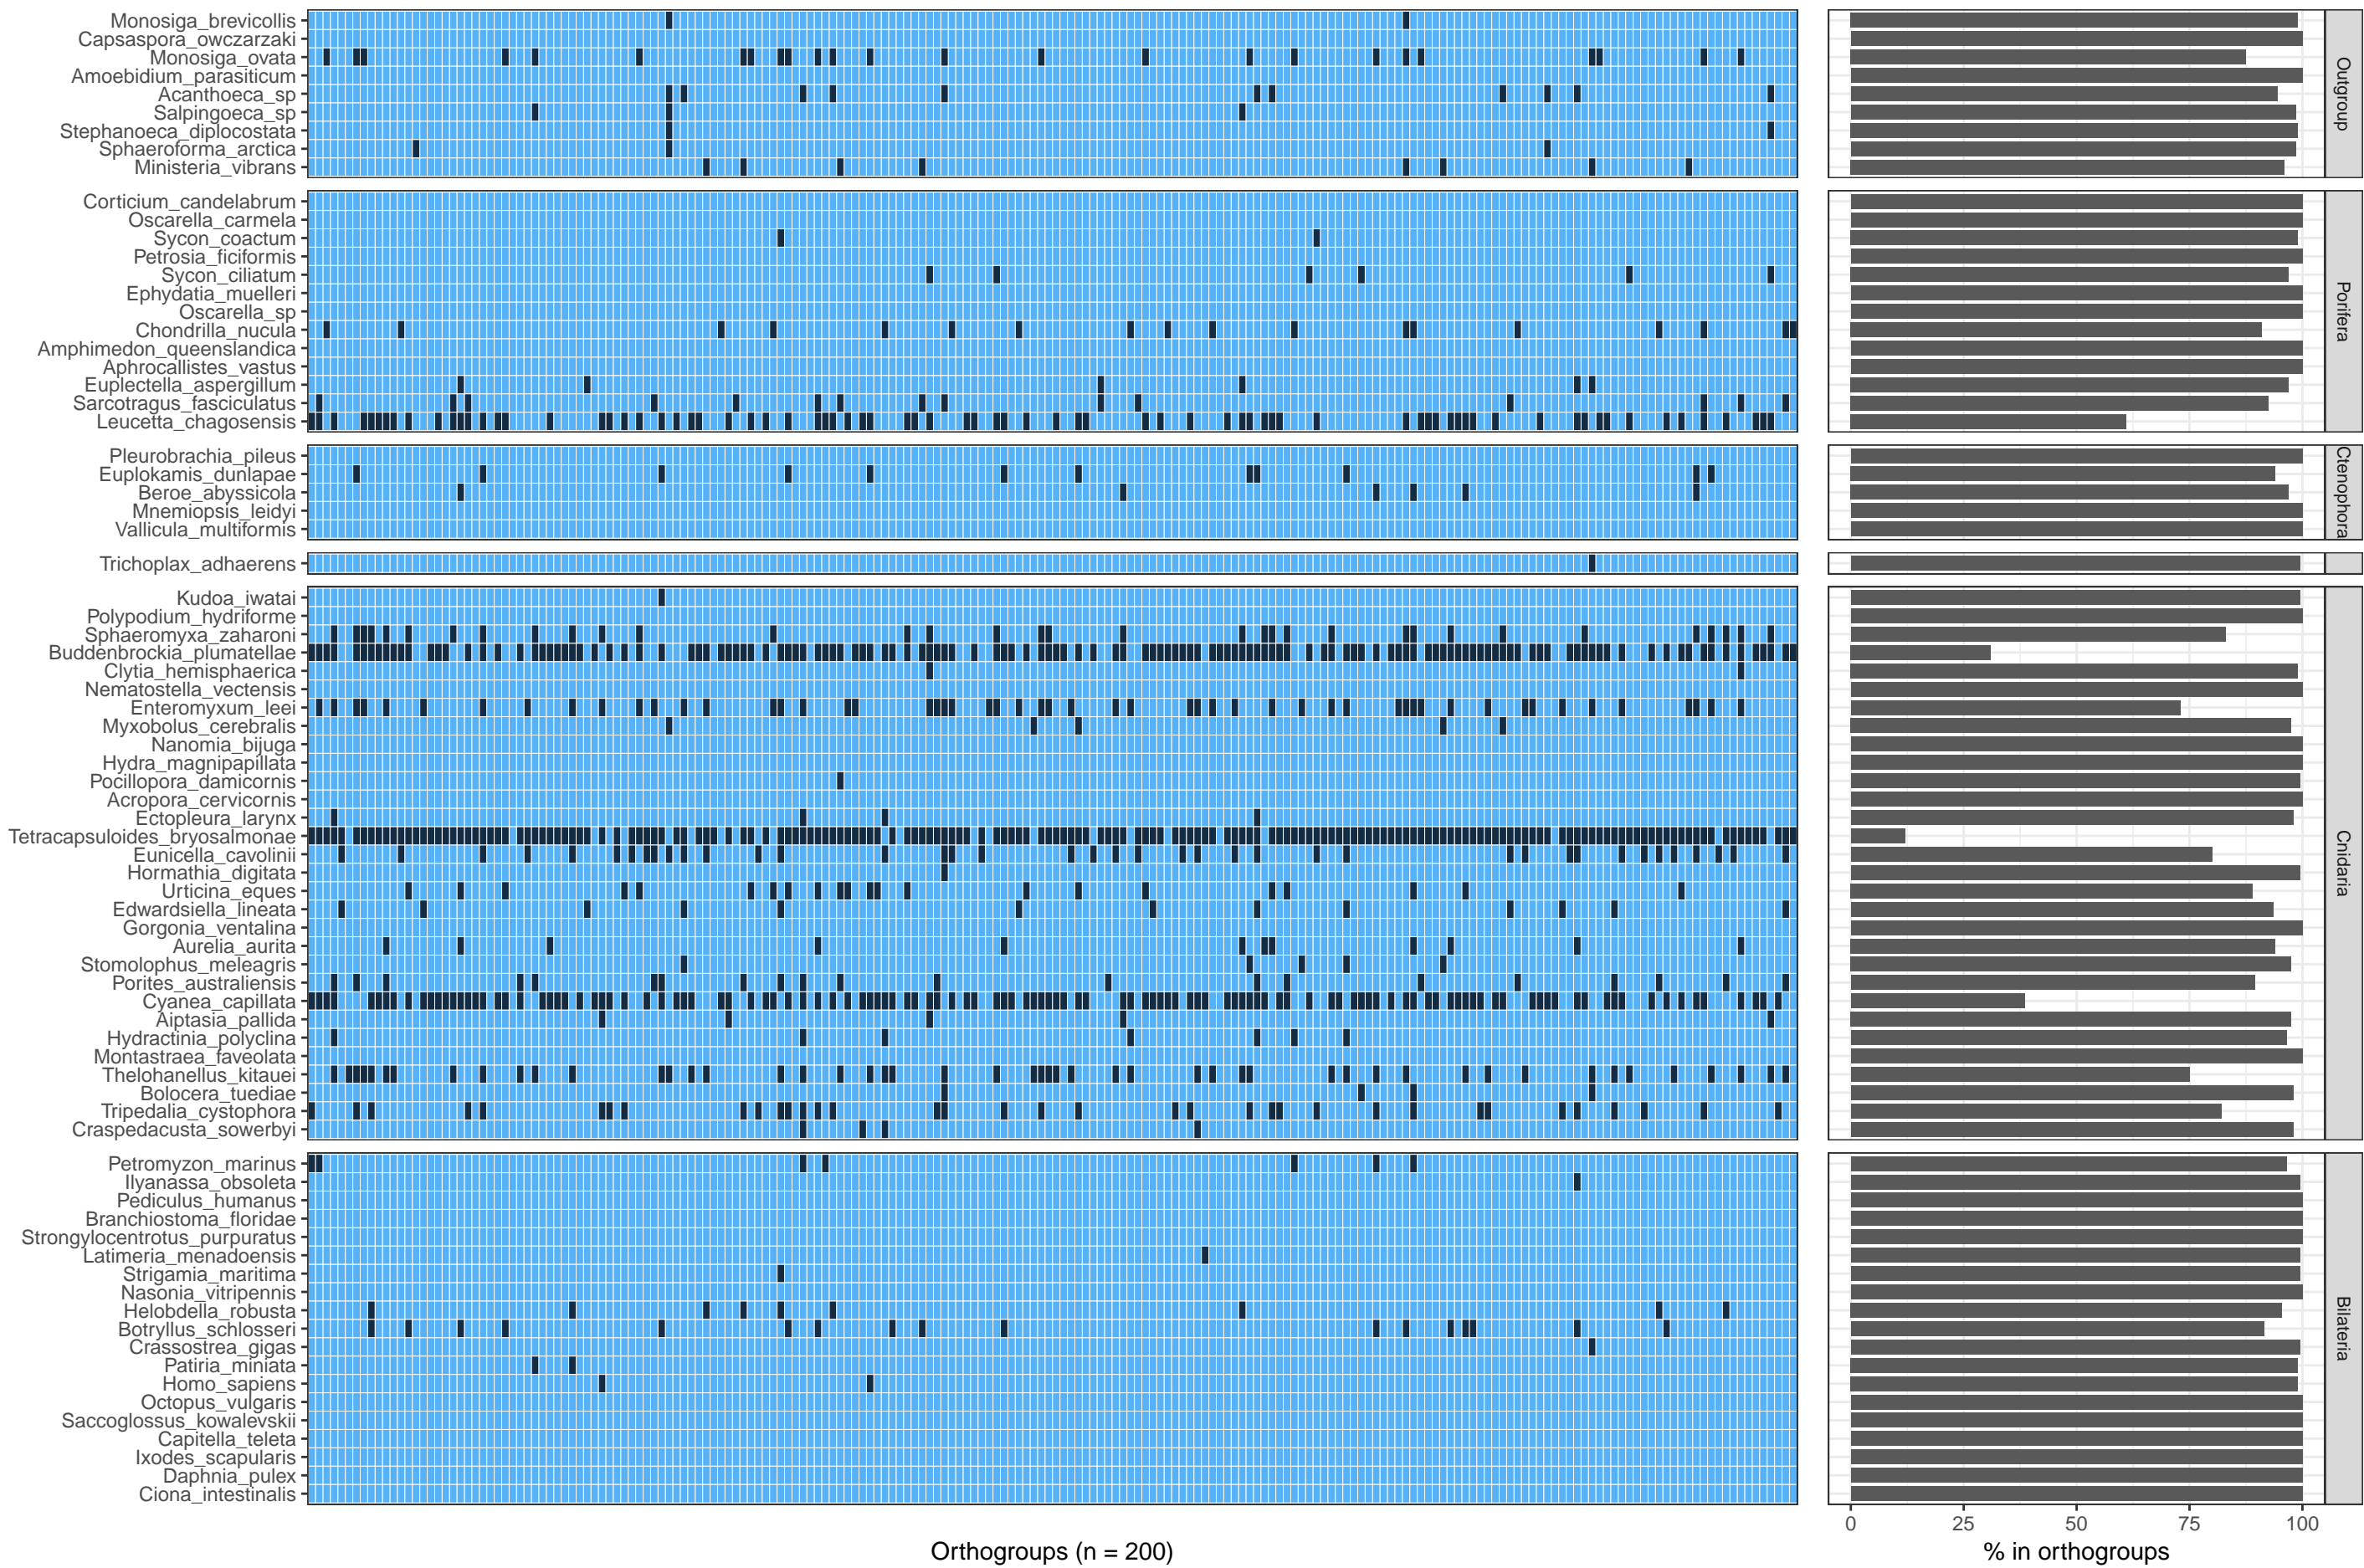 Monosiga_brevicollis
Capsaspora_owczarzaki
Monosiga_ovata
Amoebidium_parasiticum
Acanthoeca_sp
Salpingoeca_sp
Stephanoeca_diplocostata
Sphaeroforma_arctica
Ministeria_vibrans
Outgroup
Corticium_candelabrum
Oscarella_carmela
Sycon_coactum
Petrosia_ficiformis
Sycon_ciliatum
Ephydatia_muelleri
Oscarella_sp
Chondrilla_nucula
Amphimedon_queenslandica
Aphrocallistes_vastus
Euplectella_aspergillum
Sarcotragus_fasciculatus
Leucetta_chagosensis
Porifera
Pleurobrachia_pileus
Euplokamis_dunlapae
Beroe_abyssicola
Mnemiopsis_leidyi
Vallicula_multiformis
Ctenophora
Trichoplax_adhaerens
Kudoa_iwatai
Polypodium_hydriforme
Sphaeromyxa_zaharoni
Buddenbrockia_plumatellae
Clytia_hemisphaerica
Nematostella_vectensis
Enteromyxum_leei
Myxobolus_cerebralis
Nanomia_bijuga
Hydra_magnipapillata
Pocillopora_damicornis
Acropora_cervicornis
Ectopleura_larynx
Tetracapsuloides_bryosalmonae
Eunicella_cavolinii
Hormathia_digitata
Urticina_eques
Edwardsiella_lineata
Gorgonia_ventalina
Aurelia_aurita
Stomolophus_meleagris
Porites_australiensis
Cyanea_capillata
Aiptasia_pallida
Hydractinia_polyclina
Montastraea_faveolata
Thelohanellus_kitauei
Bolocera_tuediae
Tripedalia_cystophora
Craspedacusta_sowerbyi
Cnidaria
Petromyzon_marinus
Ilyanassa_obsoleta
Pediculus_humanus
Branchiostoma_floridae
Strongylocentrotus_purpuratus
Latimeria_menadoensis
Strigamia_maritima
Nasonia_vitripennis
Helobdella_robusta
Botryllus_schlosseri
Crassostrea_gigas
Patiria_miniata
Homo_sapiens
Octopus_vulgaris
Saccoglossus_kowalevskii
Capitella_teleta
Ixodes_scapularis
Daphnia_pulex
Ciona_intestinalis
Bilateria
0 25 50 75 100
Orthogroups (n = 200)
% in orthogroups